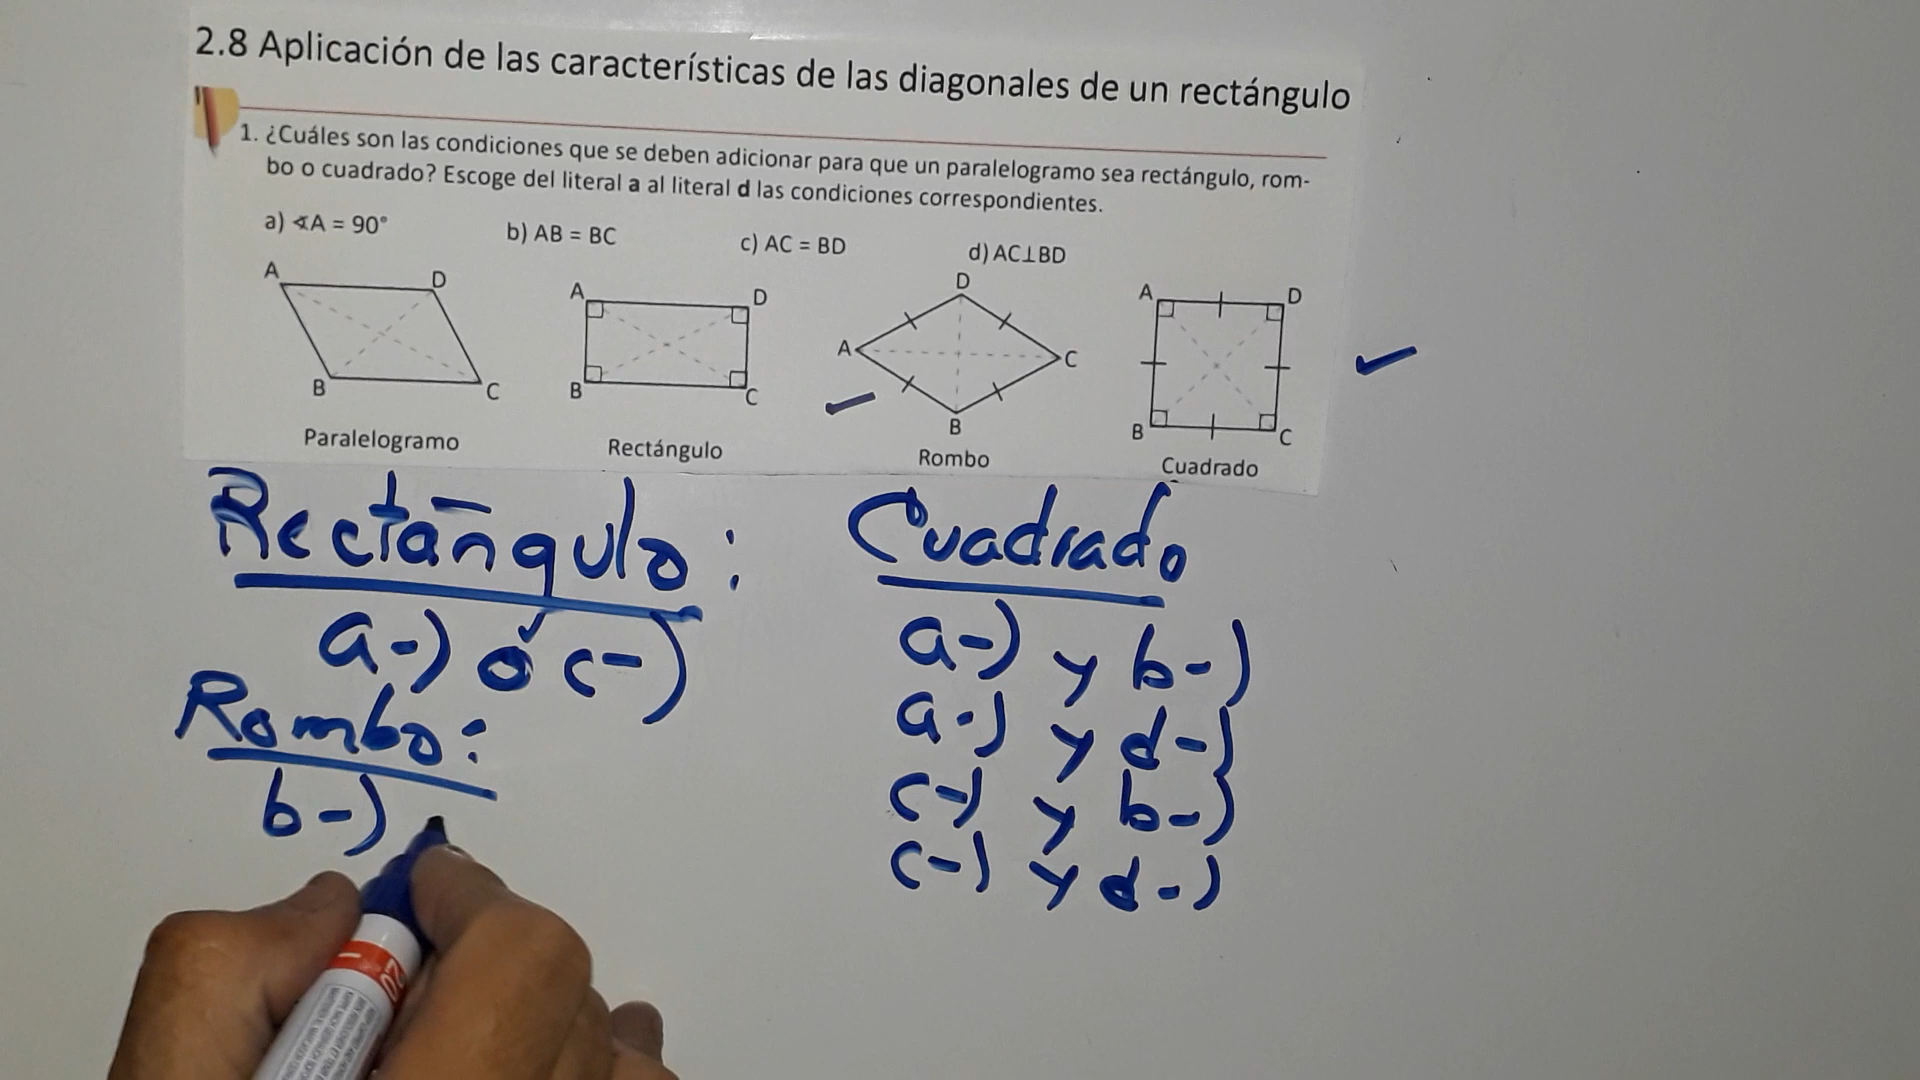 2.8 Aplicación de las características de las diagonales de un rectángulo
1. ¿Cuáles son las condiciones que se deben adicionar para que un paralelogramo sea rectángulo, rom-
bo o cuadrado? Escoge del literal a al literal d las condiciones correspondientes.
a) ∢A = 90° b) AB = BC c) AC = BD d) AC⊥BD
A D B C
Paralelogramo
A D B C
Rectángulo
D A C B
Rombo
A D B C
Cuadrado
Rectángulo:
a-) ó c-)
Rombo:
b-)
Cuadrado
a-) y b-)
a-) y d-)
c-) y b-)
c-) y d-)